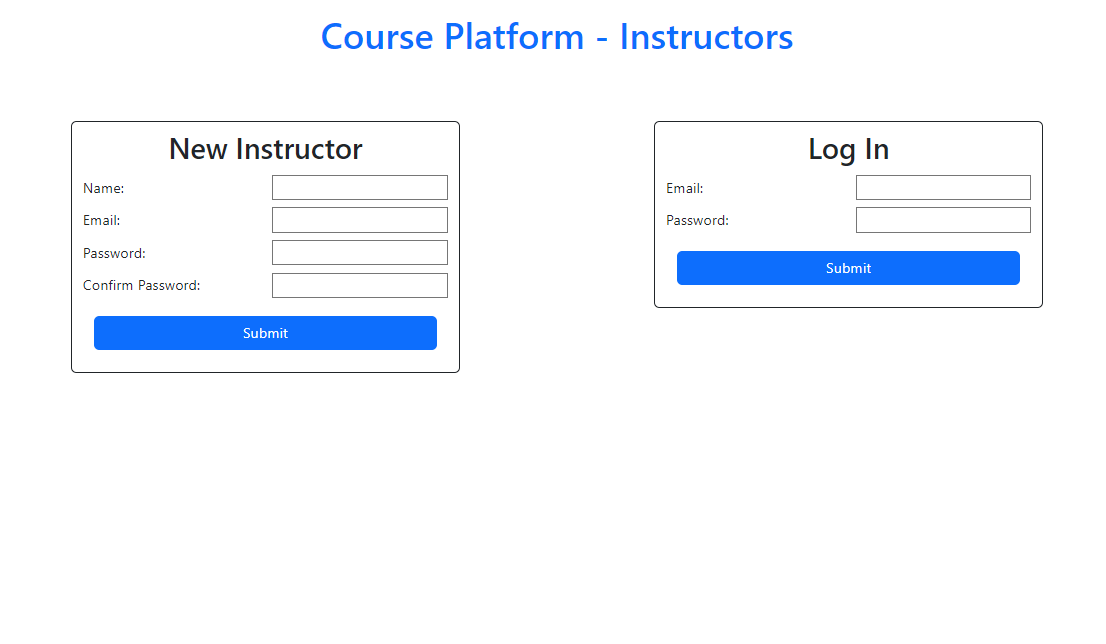 Course Platform - Instructors
New Instructor
Name:
Email:
Password:
Confirm Password:
Submit
Log In
Email:
Password:
Submit